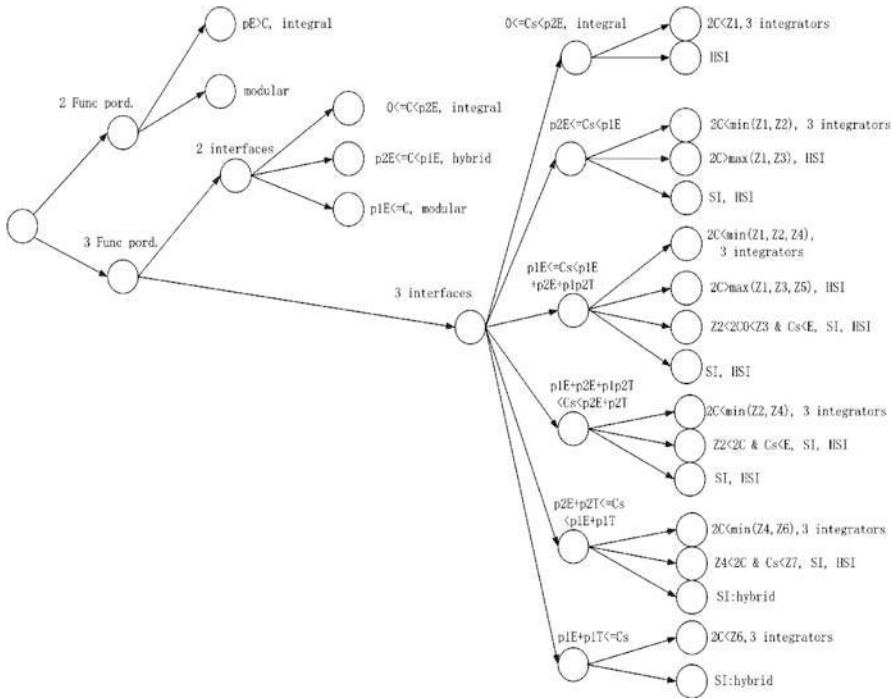 pE>C, integral
2 Func pord.
modular
0<=C<p2E, integral
2 interfaces
p2E<=C<p1E, hybrid
p1E<=C, modular
3 Func pord.
3 interfaces
0<=Cs<p2E, integral
2C<Z1,3 integrators
HSI
p2E<=Cs<p1E
2C<min(Z1,Z2), 3 integrators
2C>max(Z1,Z3), HSI
SI, HSI
p1E<=Cs<p1E
+p2E+p1p2T
2C<min(Z1,Z2,Z4),
3 integrators
2C>max(Z1,Z3,Z5), HSI
Z2<2C0<Z3 & Cs<E, SI, HSI
SI, HSI
p1E+p2E+p1p2T
<Cs<p2E+p2T
2C<min(Z2,Z4), 3 integrators
Z2<2C & Cs<E, SI, HSI
SI, HSI
p2E+p2T<=Cs
<p1E+p1T
2C<min(Z4,Z6),3 integrators
Z4<2C & Cs<Z7, SI, HSI
SI:hybrid
p1E+p1T<=Cs
2C<Z6,3 integrators
SI:hybrid